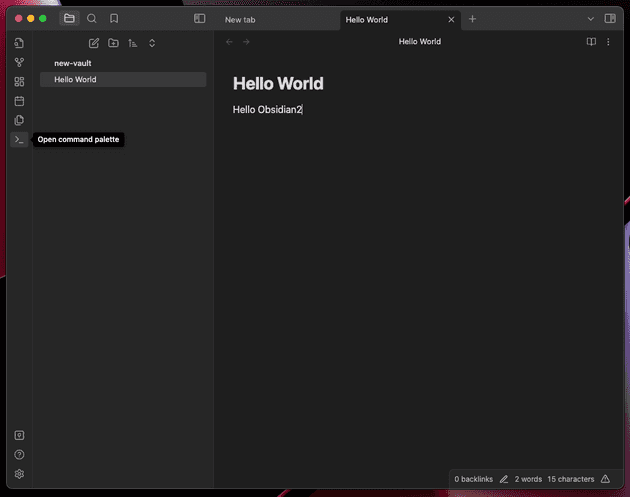 New tab
Hello World
Hello World
new-vault
Hello World
Hello World
Hello Obsidian2
Open command palette
0 backlinks 2 words 15 characters